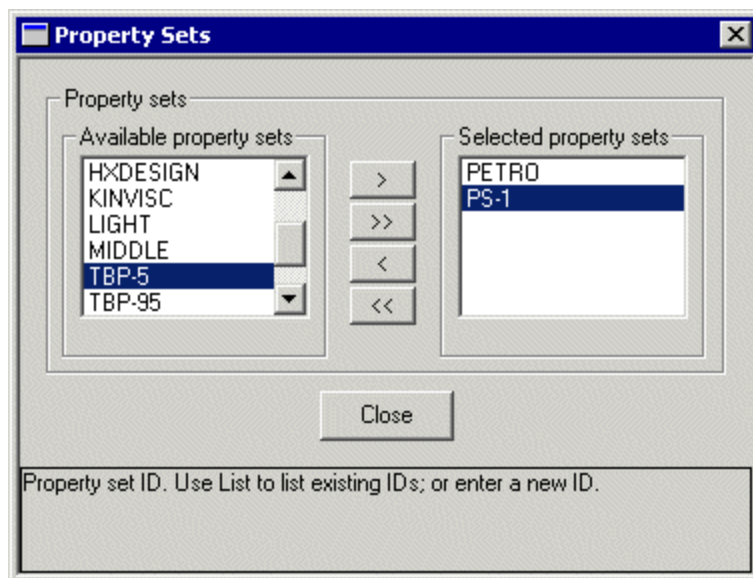 Property Sets
Property sets
Available property sets
Selected property sets
HXDESIGN
KINVISC
LIGHT
MIDDLE
TBP-5
TBP-95
>
>>
<
<<
PETRO
PS-1
Close
Property set ID. Use List to list existing IDs; or enter a new ID.